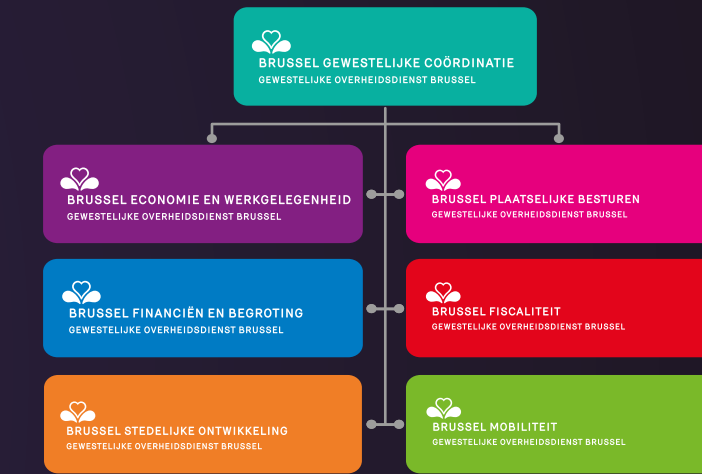 BRUSSEL GEWESTELIJKE COÖRDINATIE
GEWESTELIJKE OVERHEIDSDIENST BRUSSEL
BRUSSEL ECONOMIE EN WERKGELEGENHEID
GEWESTELIJKE OVERHEIDSDIENST BRUSSEL
BRUSSEL PLAATSELIJKE BESTUREN
GEWESTELIJKE OVERHEIDSDIENST BRUSSEL
BRUSSEL FINANCIËN EN BEGROTING
GEWESTELIJKE OVERHEIDSDIENST BRUSSEL
BRUSSEL FISCALITEIT
GEWESTELIJKE OVERHEIDSDIENST BRUSSEL
BRUSSEL STEDELIJKE ONTWIKKELING
GEWESTELIJKE OVERHEIDSDIENST BRUSSEL
BRUSSEL MOBILITEIT
GEWESTELIJKE OVERHEIDSDIENST BRUSSEL